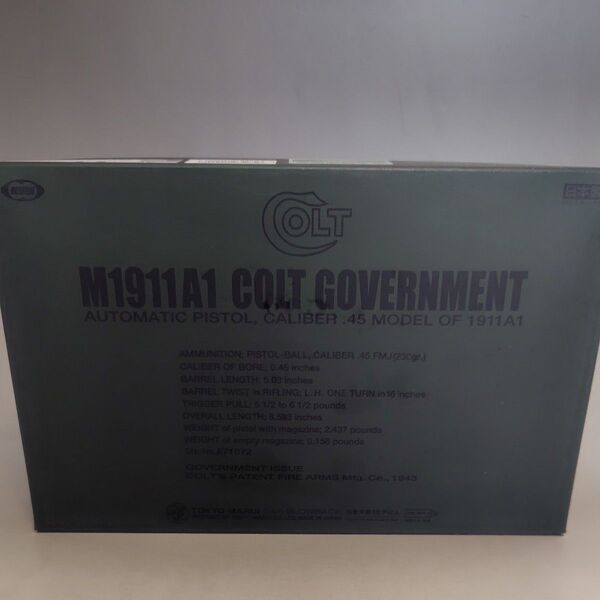 COLT
M1911A1 COLT GOVERNMENT
AUTOMATIC PISTOL, CALIBER .45 MODEL OF 1911A1
AMMUNITION; PISTOL-BALL, CALIBER .45 FMJ(230gr.)
CALIBER OF BORE; 0.45 inches
BARREL LENGTH; 5.03 inches
BARREL TWIST in RIFLING; L.H. ONE TURN in 16 inches
TRIGGER PULL; 5 1/2 to 6 1/2 pounds
OVERALL LENGTH; 8.593 inches
WEIGHT of pistol with magazine; 2.437 pounds
WEIGHT of empty magazine; 0.156 pounds
GOVERNMENT ISSUE
COLT'S PATENT FIRE ARMS Mfg. Co., 1943
TOKYO MARUI GAS BLOWBACK